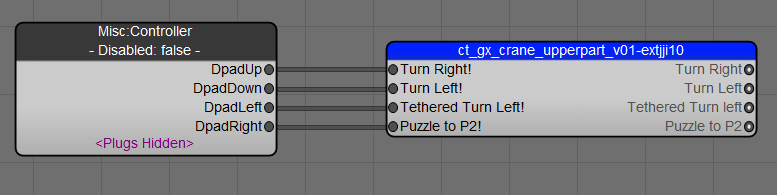 Misc:Controller
- Disabled: false -
DpadUp
DpadDown
DpadLeft
DpadRight
<Plugs Hidden>
ct_gx_crane_upperpart_v01-extjji10
Turn Right! Turn Right
Turn Left! Turn Left
Tethered Turn Left! Tethered Turn left
Puzzle to P2! Puzzle to P2